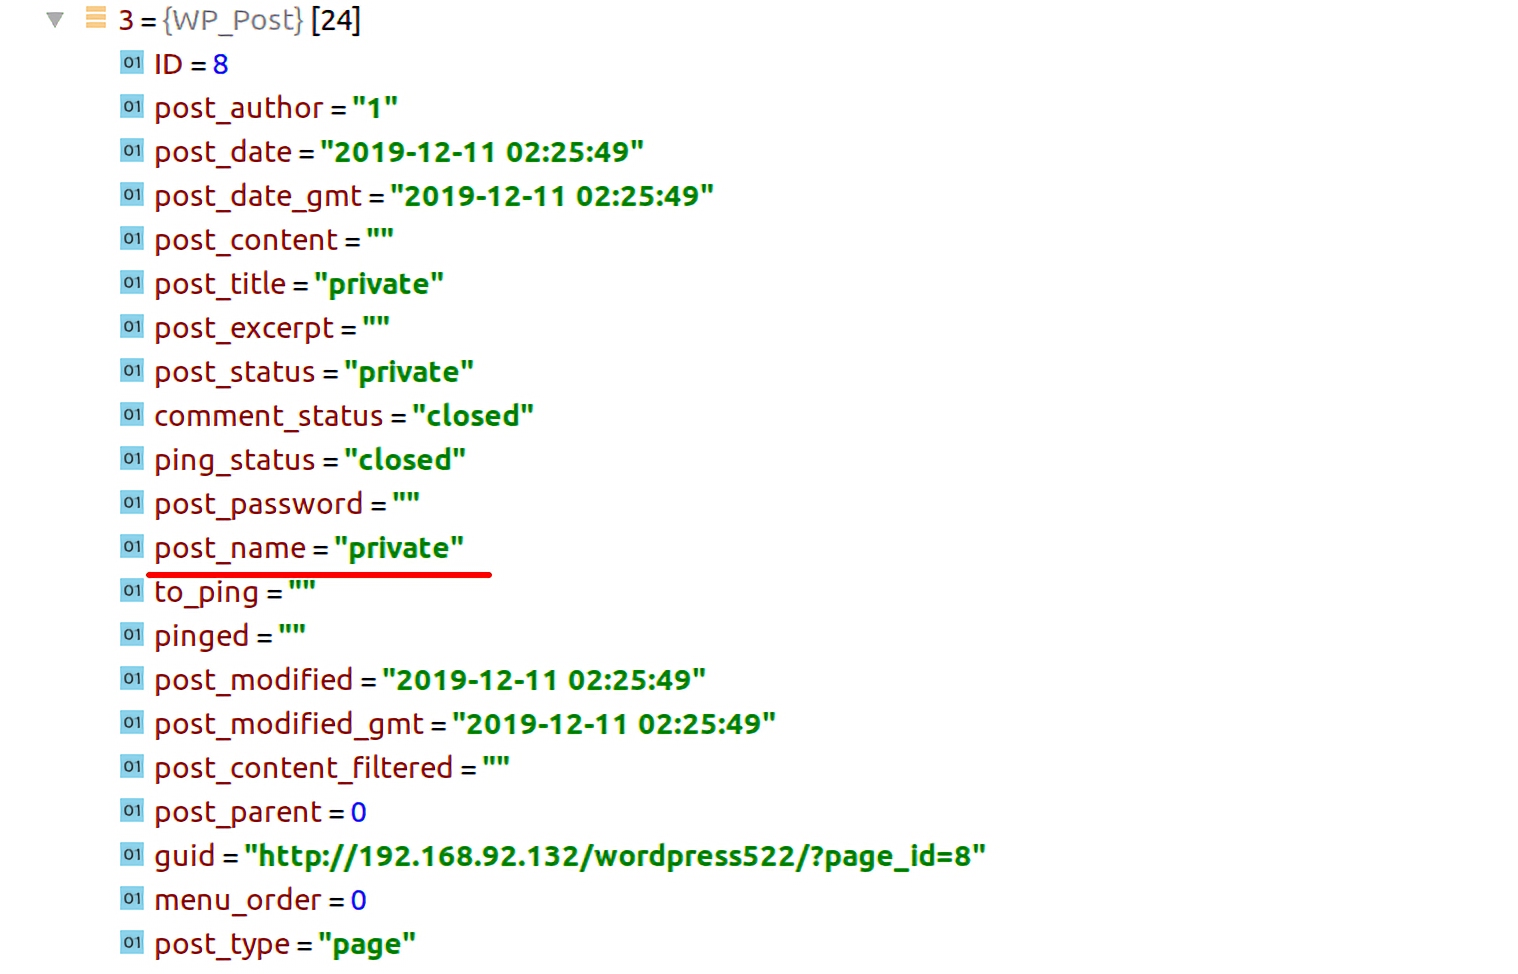 3 = {WP_Post} [24]
01 ID = 8
01 post_author = "1"
01 post_date = "2019-12-11 02:25:49"
01 post_date_gmt = "2019-12-11 02:25:49"
01 post_content = ""
01 post_title = "private"
01 post_excerpt = ""
01 post_status = "private"
01 comment_status = "closed"
01 ping_status = "closed"
01 post_password = ""
01 post_name = "private"
01 to_ping = ""
01 pinged = ""
01 post_modified = "2019-12-11 02:25:49"
01 post_modified_gmt = "2019-12-11 02:25:49"
01 post_content_filtered = ""
01 post_parent = 0
01 guid = "http://192.168.92.132/wordpress522/?page_id=8"
01 menu_order = 0
01 post_type = "page"